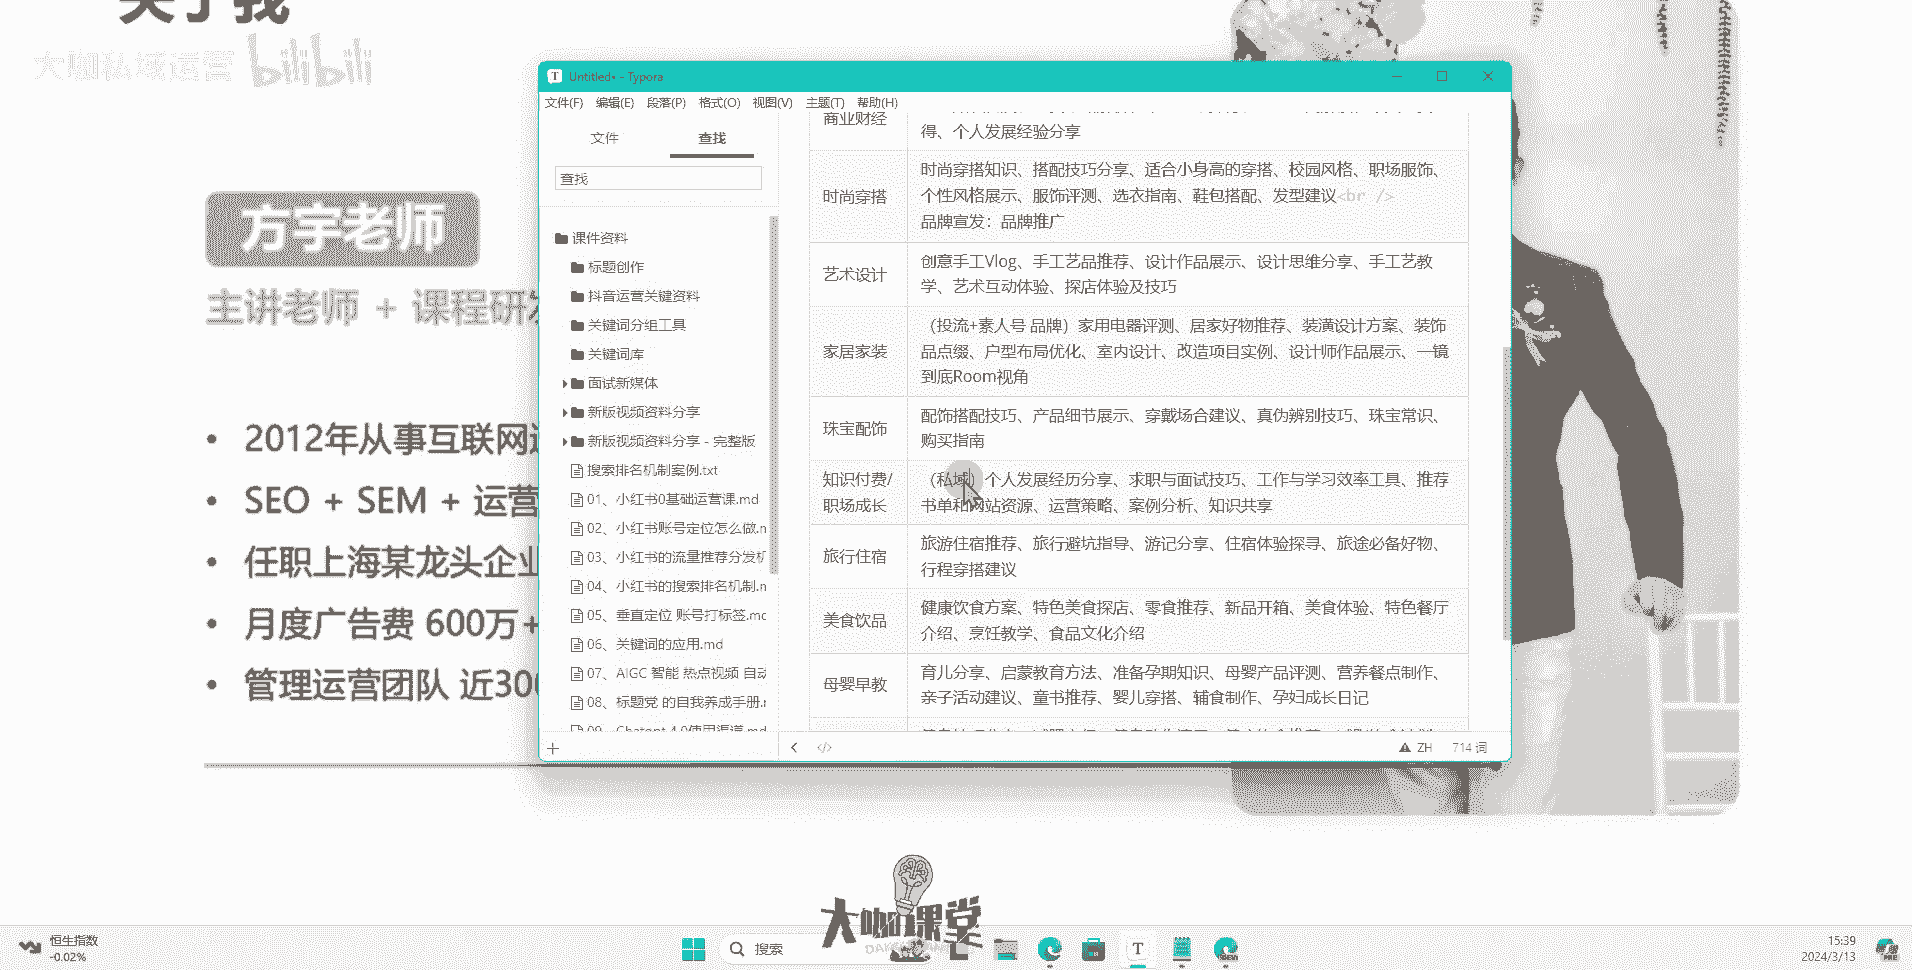 关于我
大咖私域运营 bilibili
方宇老师
主讲老师 + 课程研发
• 2012年从事互联网运
• SEO + SEM + 运营
• 任职上海某龙头企业
• 月度广告费 600万+
• 管理运营团队 近300
Untitled• - Typora
文件(F) 编辑(E) 段落(P) 格式(O) 视图(V) 主题(T) 帮助(H)
文件 查找
查找
课件资料
标题创作
抖音运营关键资料
关键词分组工具
关键词库
面试新媒体
新版视频资料分享
新版视频资料分享 - 完整版
搜索排名机制案例.txt
01、小红书0基础运营课.md
02、小红书账号定位怎么做.m
03、小红书的流量推荐分发机
04、小红书的搜索排名机制.m
05、垂直定位 账号打标签.md
06、关键词的应用.md
07、AIGC 智能 热点视频 自动
08、标题党 的自我养成手册.m
09、Chatgpt 4.0使用渠道.md
商业财经
得、个人发展经验分享
时尚穿搭
时尚穿搭知识、搭配技巧分享、适合小身高的穿搭、校园风格、职场服饰、
个性风格展示、服饰评测、选衣指南、鞋包搭配、发型建议<br />
品牌宣发：品牌推广
艺术设计
创意手工Vlog、手工艺品推荐、设计作品展示、设计思维分享、手工艺教
学、艺术互动体验、探店体验及技巧
家居家装
（投流+素人号 品牌）家用电器评测、居家好物推荐、装潢设计方案、装饰
品点缀、户型布局优化、室内设计、改造项目实例、设计师作品展示、一镜
到底Room视角
珠宝配饰
配饰搭配技巧、产品细节展示、穿戴场合建议、真伪辨别技巧、珠宝常识、
购买指南
知识付费/
职场成长
（私域）个人发展经历分享、求职与面试技巧、工作与学习效率工具、推荐
书单和网站资源、运营策略、案例分析、知识共享
旅行住宿
旅游住宿推荐、旅行避坑指导、游记分享、住宿体验探寻、旅途必备好物、
行程穿搭建议
美食饮品
健康饮食方案、特色美食探店、零食推荐、新品开箱、美食体验、特色餐厅
介绍、烹饪教学、食品文化介绍
母婴早教
育儿分享、启蒙教育方法、准备孕期知识、母婴产品评测、营养餐点制作、
亲子活动建议、童书推荐、婴儿穿搭、辅食制作、孕妇成长日记
ZH 714 词
大咖课堂
恒生指数
-0.02%
搜索
15:39
2024/3/13